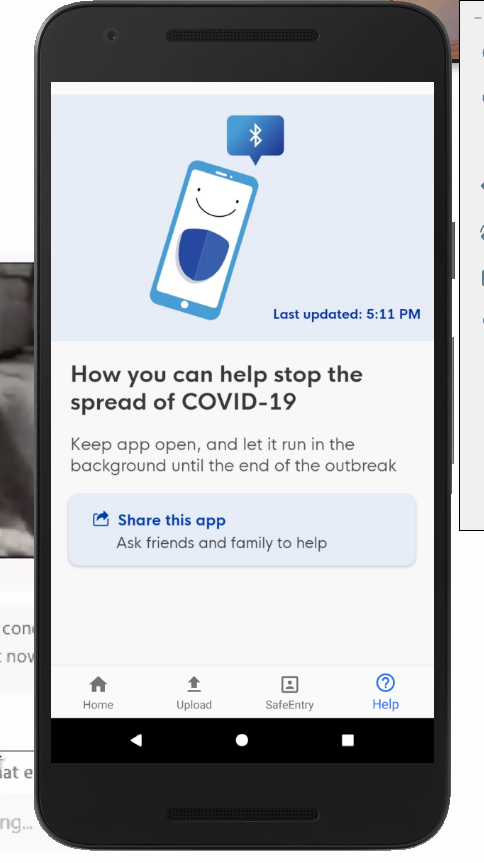 Last updated: 5:11 PM
How you can help stop the
spread of COVID-19
Keep app open, and let it run in the
background until the end of the outbreak
Share this app
Ask friends and family to help
Home
Upload
SafeEntry
Help